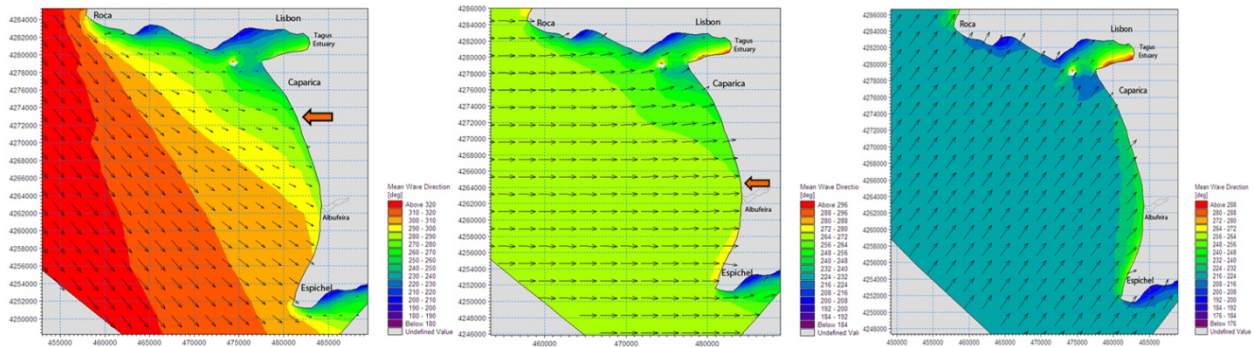 Roca
Lisbon
Tagus
Estuary
Caparica
Albufeira
Espichel
4284000
4282000
4280000
4278000
4276000
4274000
4272000
4270000
4268000
4266000
4264000
4262000
4260000
4258000
4256000
4254000
4252000
4250000
455000 460000 465000 470000 475000 480000 485000
Mean Wave Direction
[deg]
Above 320
310 - 320
300 - 310
290 - 300
280 - 290
270 - 280
260 - 270
250 - 260
240 - 250
230 - 240
220 - 230
210 - 220
200 - 210
190 - 200
180 - 190
Below 180
Undefined Value
Roca
Lisbon
Tagus
Estuary
Caparica
Albufeira
Espichel
4286000
4284000
4282000
4280000
4278000
4276000
4274000
4272000
4270000
4268000
4266000
4264000
4262000
4260000
4258000
4256000
4254000
4252000
4250000
4248000
4246000
460000 470000 480000
Mean Wave Direction
[deg]
Above 296
288 - 296
280 - 288
272 - 280
264 - 272
256 - 264
248 - 256
240 - 248
232 - 240
224 - 232
216 - 224
208 - 216
200 - 208
192 - 200
184 - 192
Below 184
Undefined Val
Roca
Lisbon
Tagus
Estuary
Caparica
Albufeira
Espichel
4286000
4284000
4282000
4280000
4278000
4276000
4274000
4272000
4270000
4268000
4266000
4264000
4262000
4260000
4258000
4256000
4254000
4252000
4250000
4248000
450000 455000 460000 465000 470000 475000 480000 485000
Mean Wave Direction
[deg]
Above 288
280 - 288
272 - 280
264 - 272
256 - 264
248 - 256
240 - 248
232 - 240
224 - 232
216 - 224
208 - 216
200 - 208
192 - 200
184 - 192
176 - 184
Below 176
Undefined Value